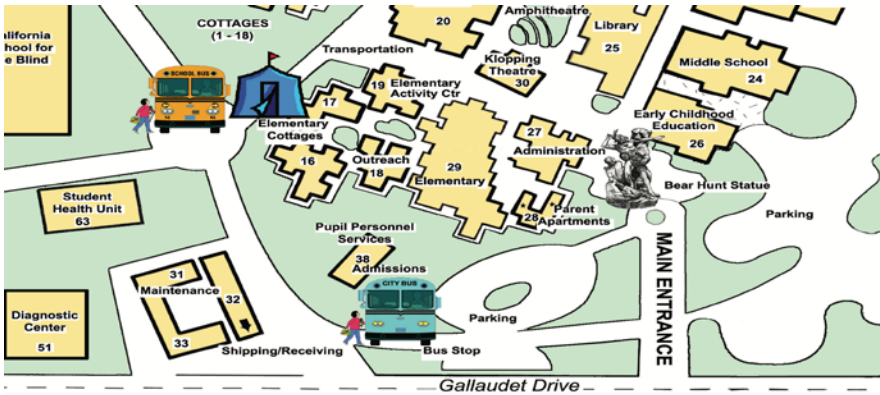 COTTAGES
(1 - 18)
20
Amphitheatre
Library
25
alifornia
hool for
e Blind
Transportation
Klopping
Theatre
30
Middle School
24
SCHOOL BUS
19
Elementary
Activity Ctr
17
Elementary
Cottages
Early Childhood
Education
26
27
Administration
16
Outreach
18
29
Elementary
Bear Hunt Statue
Student
Health Unit
63
28
Parent
Apartments
Parking
Pupil Personnel
Services
38
Admissions
MAIN ENTRANCE
31
Maintenance
32
33
CITY BUS
Diagnostic
Center
51
Parking
Shipping/Receiving
Bus Stop
Gallaudet Drive